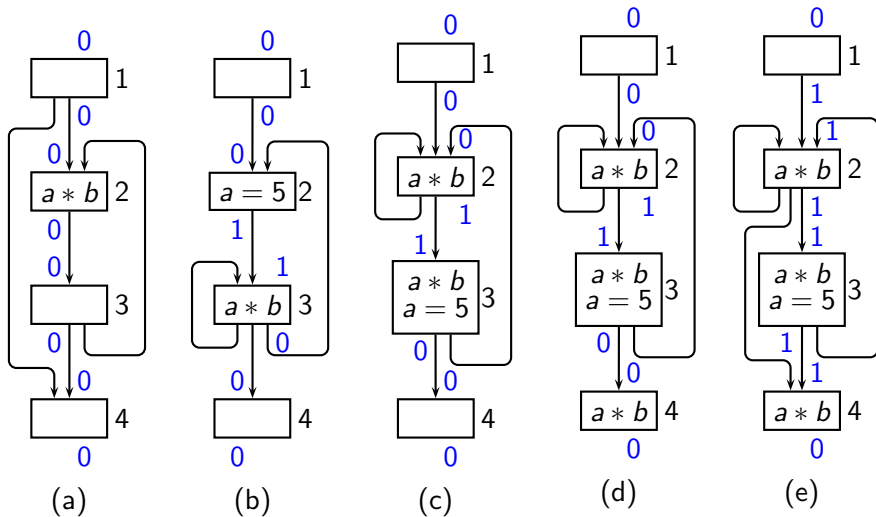 0 0 0 0 0
1 1 1 1 1
0 0 0 0 1
0 0 0 0 1
a ∗ b 2 a = 5 2 a ∗ b 2 a ∗ b 2 a ∗ b 2
0 1 1 1 1
0 1 1 1 1
3 a ∗ b 3 a ∗ b 3 a ∗ b 3 a ∗ b 3
a = 5 a = 5 a = 5
0 0 0 0 1
0 0 0 0 1
4 4 4 a ∗ b 4 a ∗ b 4
0 0 0 0 0
(a) (b) (c) (d) (e)